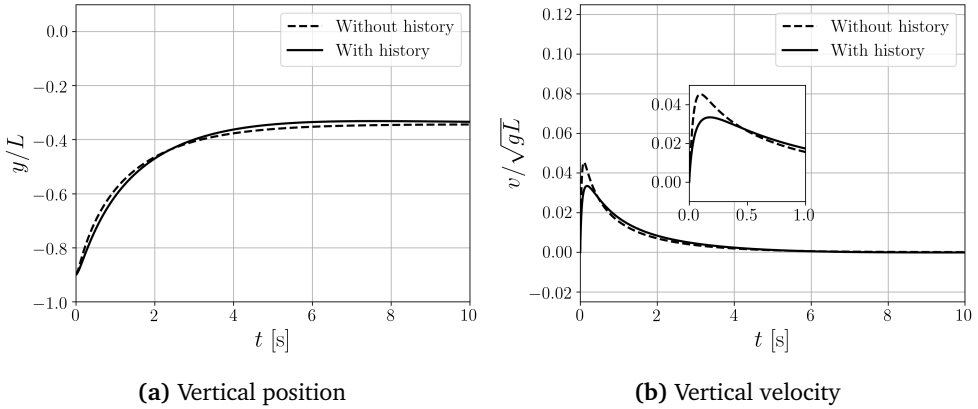 0.0
−0.2
−0.4
−0.6
−0.8
−1.0
y/L
0 2 4 6 8 10
t [s]
Without history
With history
(a) Vertical position
0.12
0.10
0.08
0.06
0.04
0.02
0.00
−0.02
v/√gL
0 2 4 6 8 10
t [s]
Without history
With history
0.04
0.02
0.00
0.0 0.5 1.0
(b) Vertical velocity